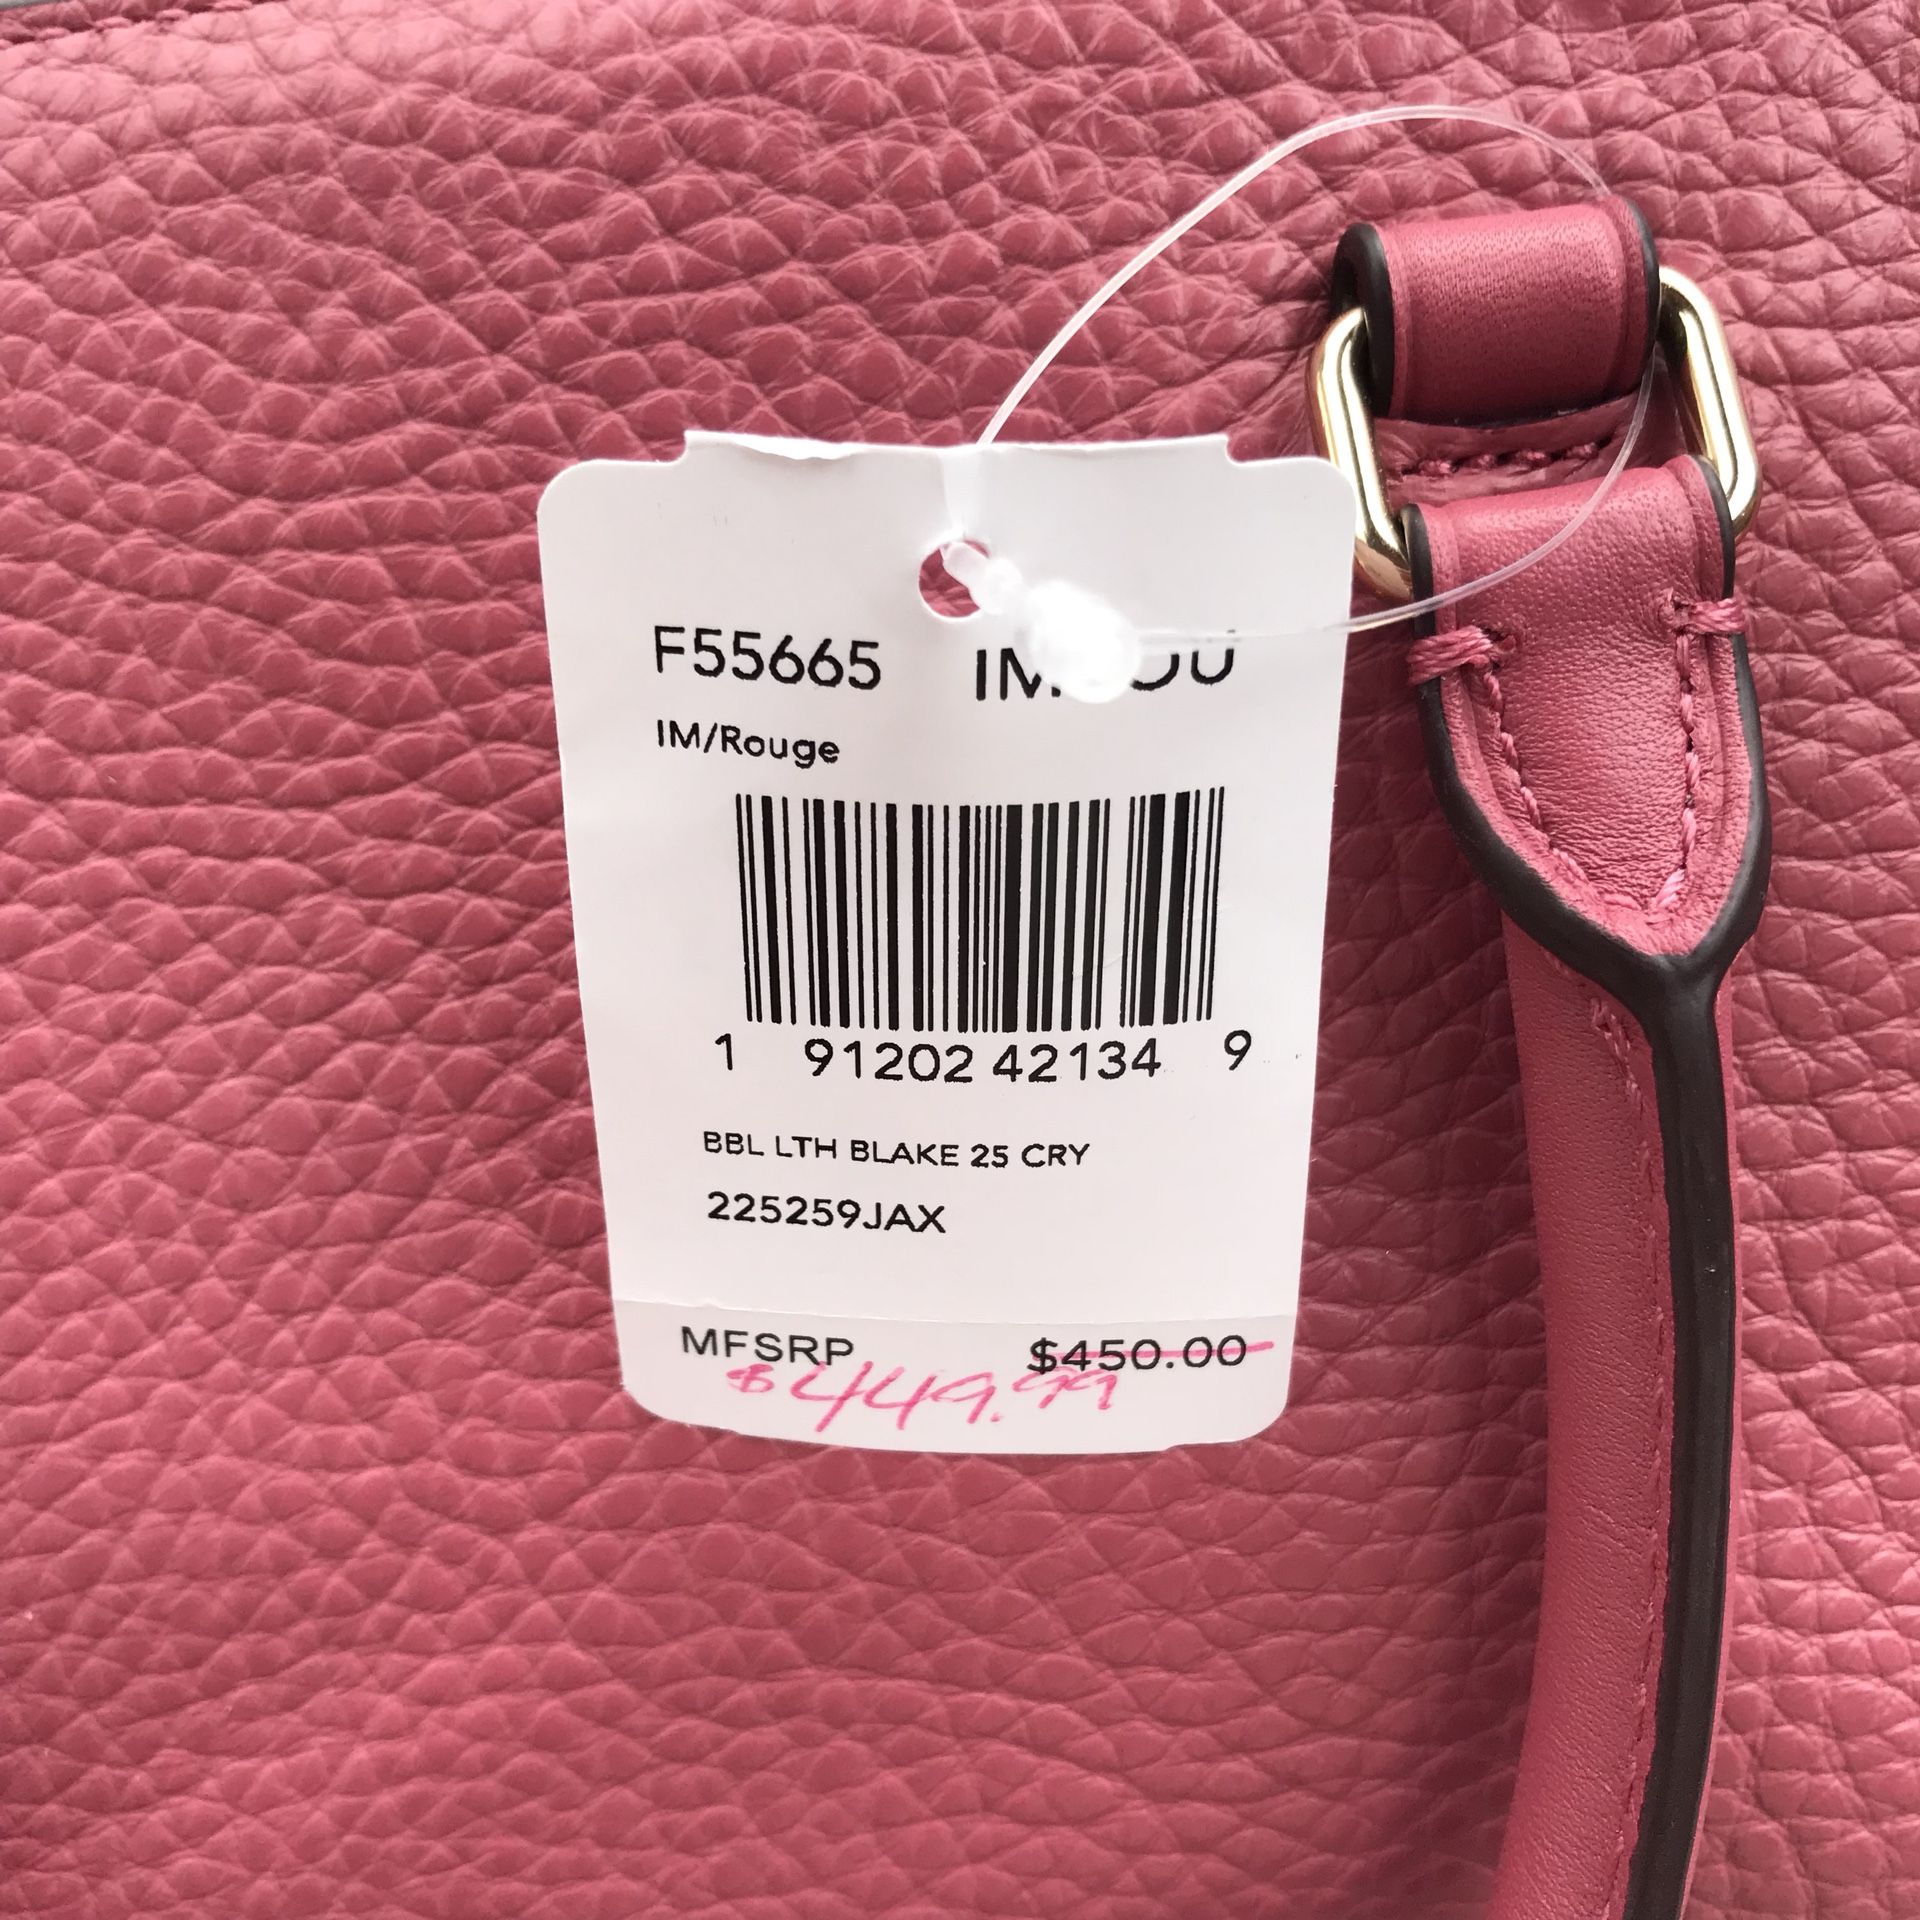 F55665
IM/Rouge
1 91202 42134 9
BBL LTH BLAKE 25 CRY
225259JAX
MFSRP $450.00
$449.99